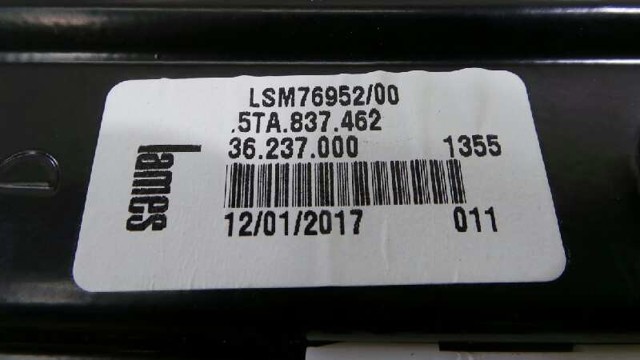 LSM76952/00
.5TA.837.462
36.237.000 1355
12/01/2017 011
Lames